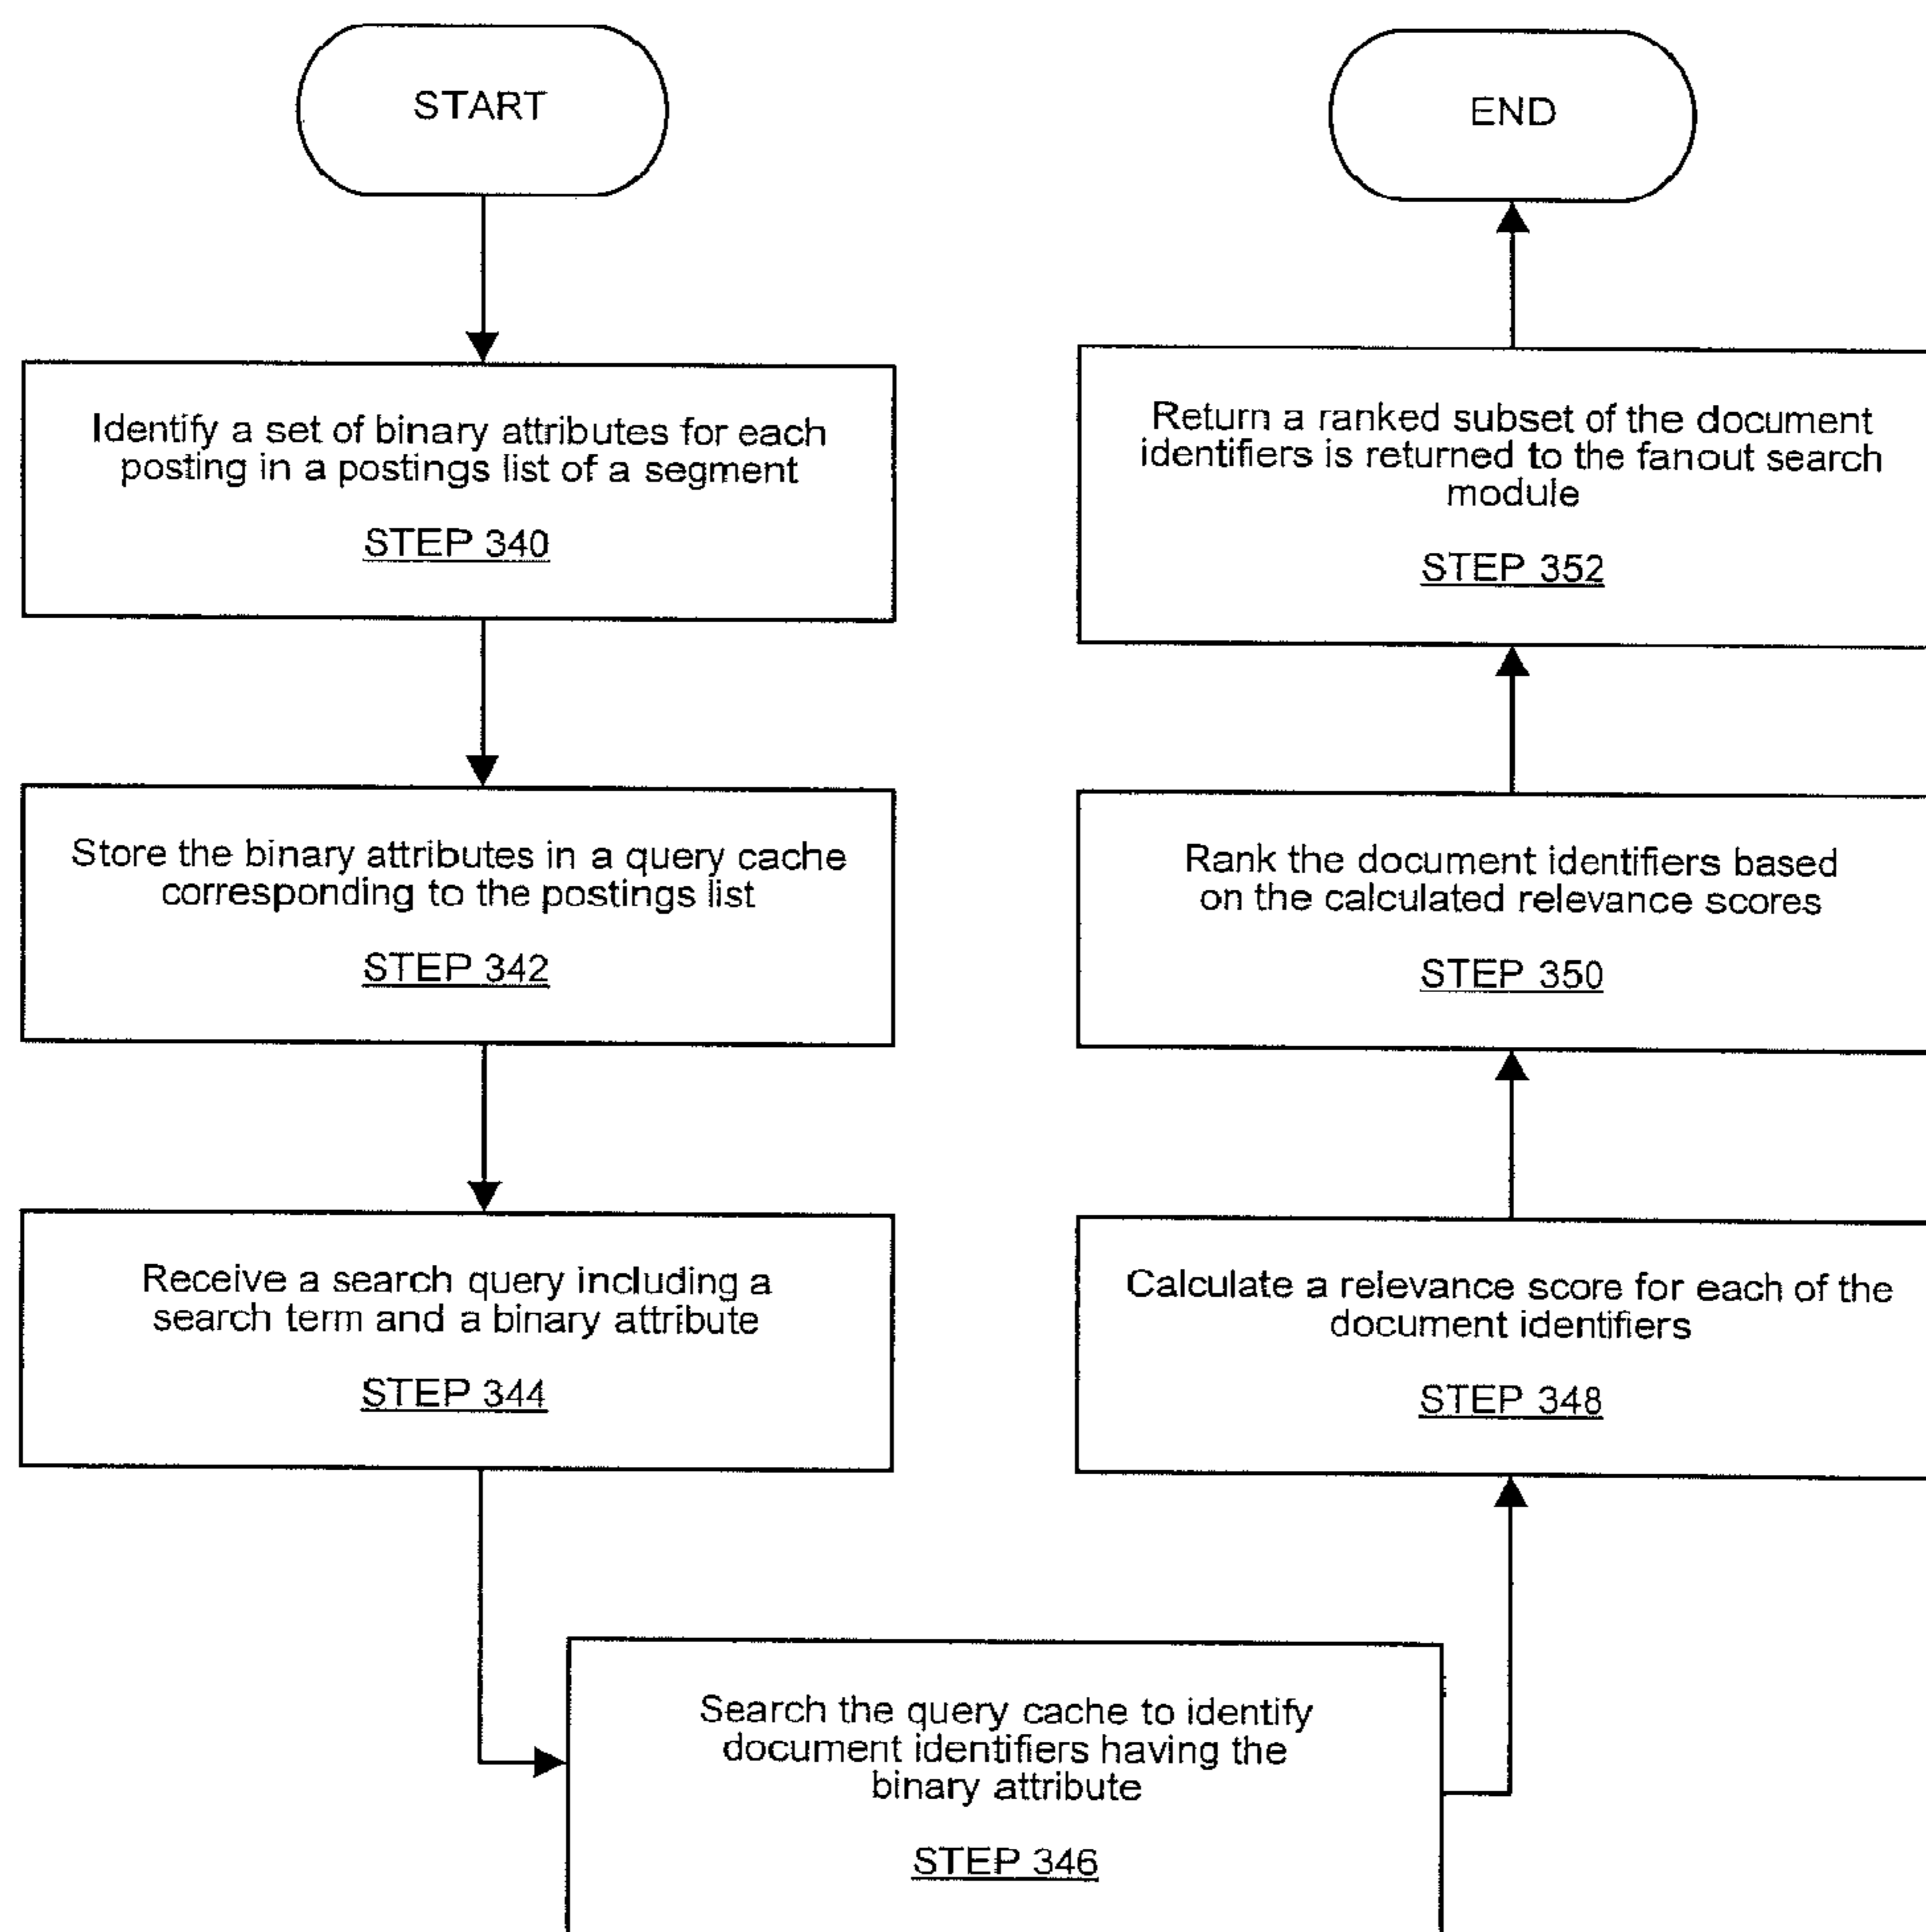 START
Identify a set of binary attributes for each
posting in a postings list of a segment
STEP 340
Store the binary attributes in a query cache
corresponding to the postings list
STEP 342
Receive a search query including a
search term and a binary attribute
STEP 344
Search the query cache to identify
document identifiers having the
binary attribute
STEP 346
Calculate a relevance score for each of the
document identifiers
STEP 348
Rank the document identifiers based
on the calculated relevance scores
STEP 350
Return a ranked subset of the document
identifiers is returned to the fanout search
module
STEP 352
END